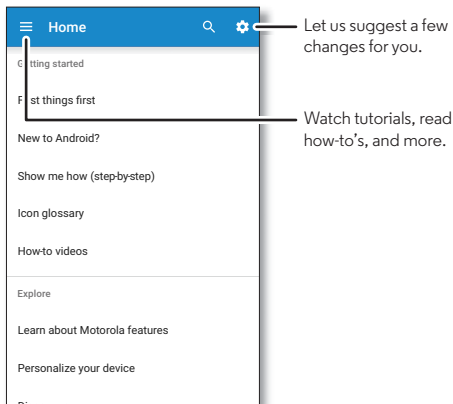 Home
Let us suggest a few
changes for you.
Getting started
First things first
Watch tutorials, read
how-to's, and more.
New to Android?
Show me how (step-by-step)
Icon glossary
How-to videos
Explore
Learn about Motorola features
Personalize your device